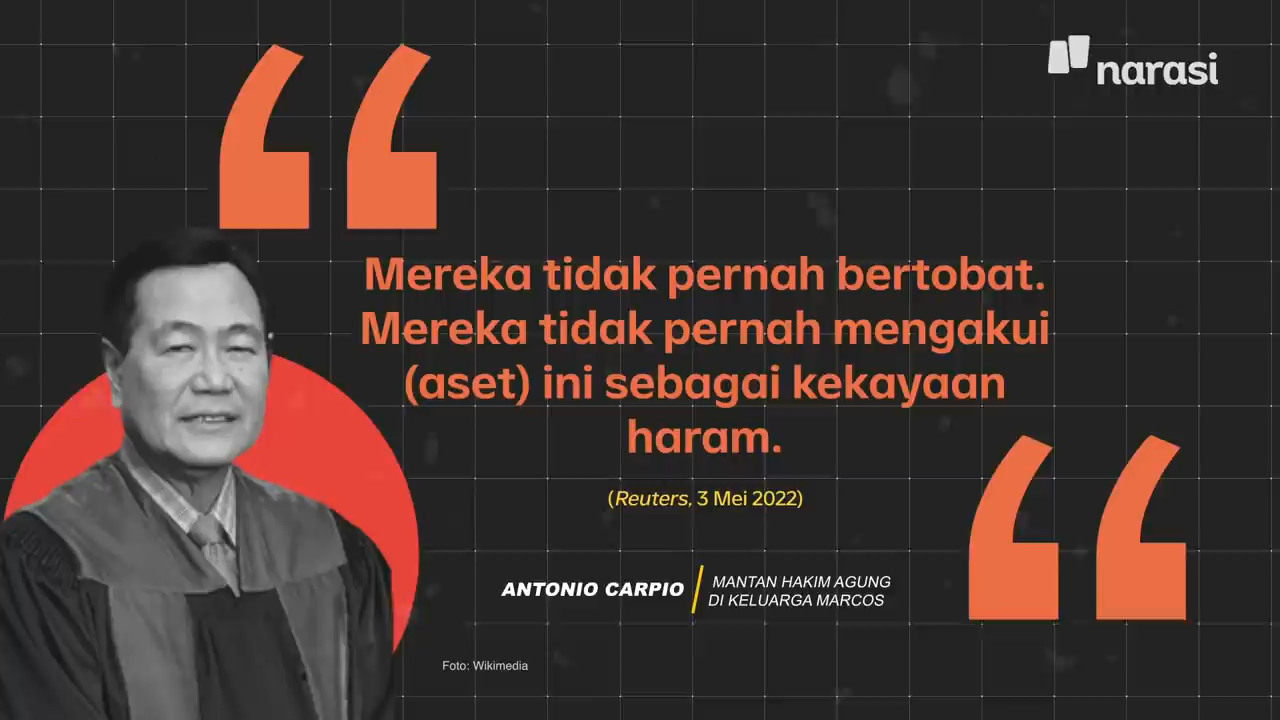 narasi
Mereka tidak pernah bertobat.
Mereka tidak pernah mengakui
(aset) ini sebagai kekayaan
haram.
(Reuters, 3 Mei 2022)
ANTONIO CARPIO
MANTAN HAKIM AGUNG
DI KELUARGA MARCOS
Foto: Wikimedia